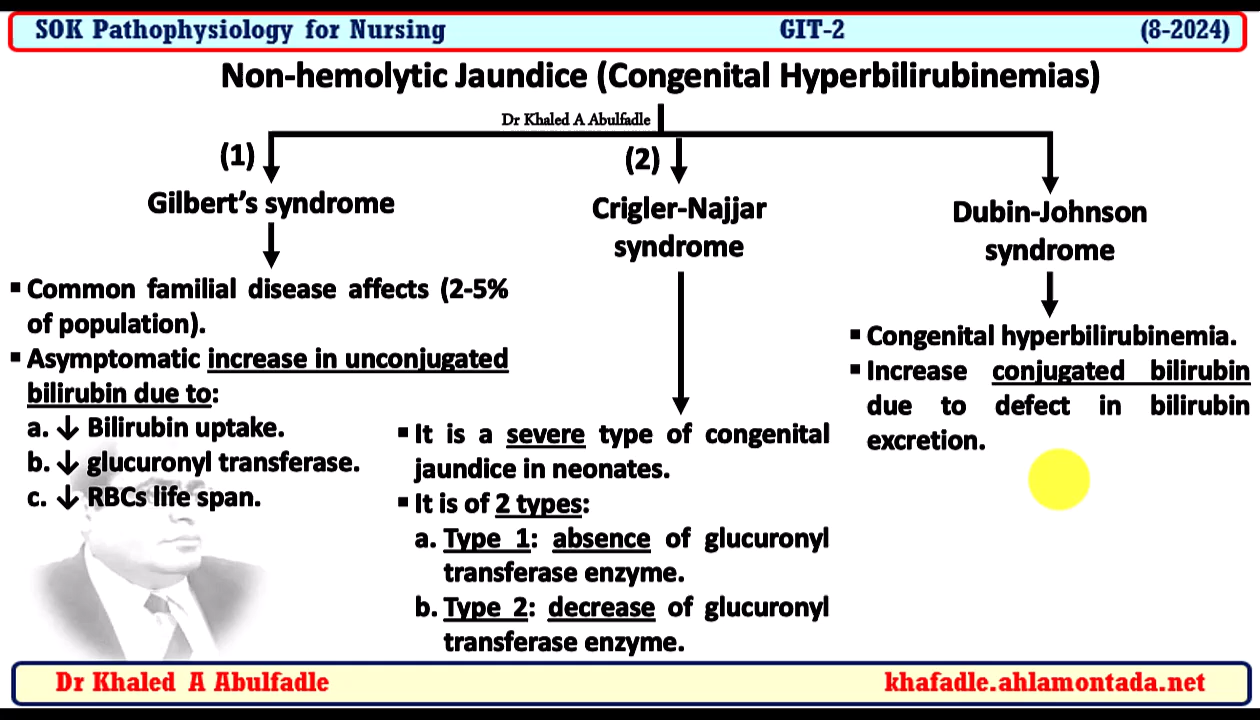 SOK Pathophysiology for Nursing GIT-2 (8-2024)
Non-hemolytic Jaundice (Congenital Hyperbilirubinemias)
Dr Khaled A Abulfadle
(1)
Gilbert's syndrome
▪ Common familial disease affects (2-5%
of population).
▪ Asymptomatic increase in unconjugated
bilirubin due to:
a. ↓ Bilirubin uptake.
b. ↓ glucuronyl transferase.
c. ↓ RBCs life span.
(2)
Crigler-Najjar
syndrome
▪ It is a severe type of congenital
jaundice in neonates.
▪ It is of 2 types:
a. Type 1: absence of glucuronyl
transferase enzyme.
b. Type 2: decrease of glucuronyl
transferase enzyme.
Dubin-Johnson
syndrome
▪ Congenital hyperbilirubinemia.
▪ Increase conjugated bilirubin
due to defect in bilirubin
excretion.
Dr Khaled A Abulfadle khafadle.ahlamontada.net